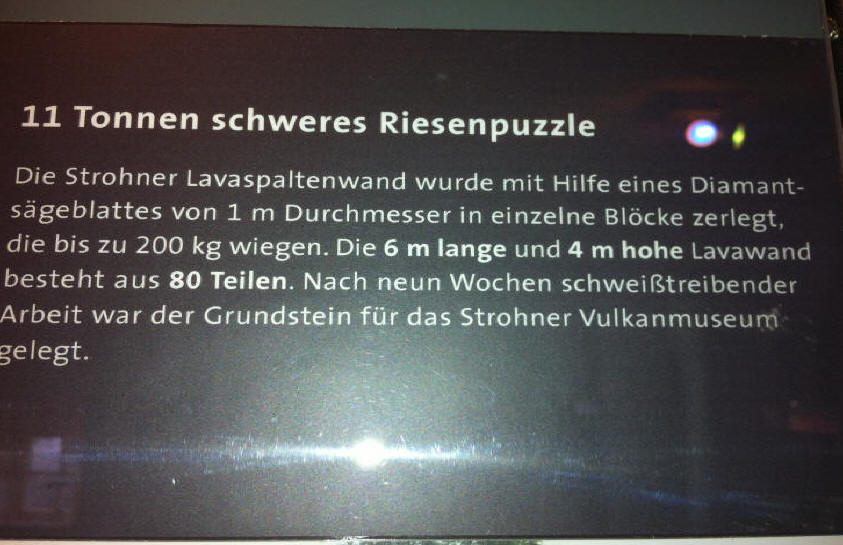 11 Tonnen schweres Riesenpuzzle
Die Strohner Lavaspaltenwand wurde mit Hilfe eines Diamant-
sägeblattes von 1 m Durchmesser in einzelne Blöcke zerlegt,
die bis zu 200 kg wiegen. Die 6 m lange und 4 m hohe Lavawand
besteht aus 80 Teilen. Nach neun Wochen schweißtreibender
Arbeit war der Grundstein für das Strohner Vulkanmuseum
gelegt.